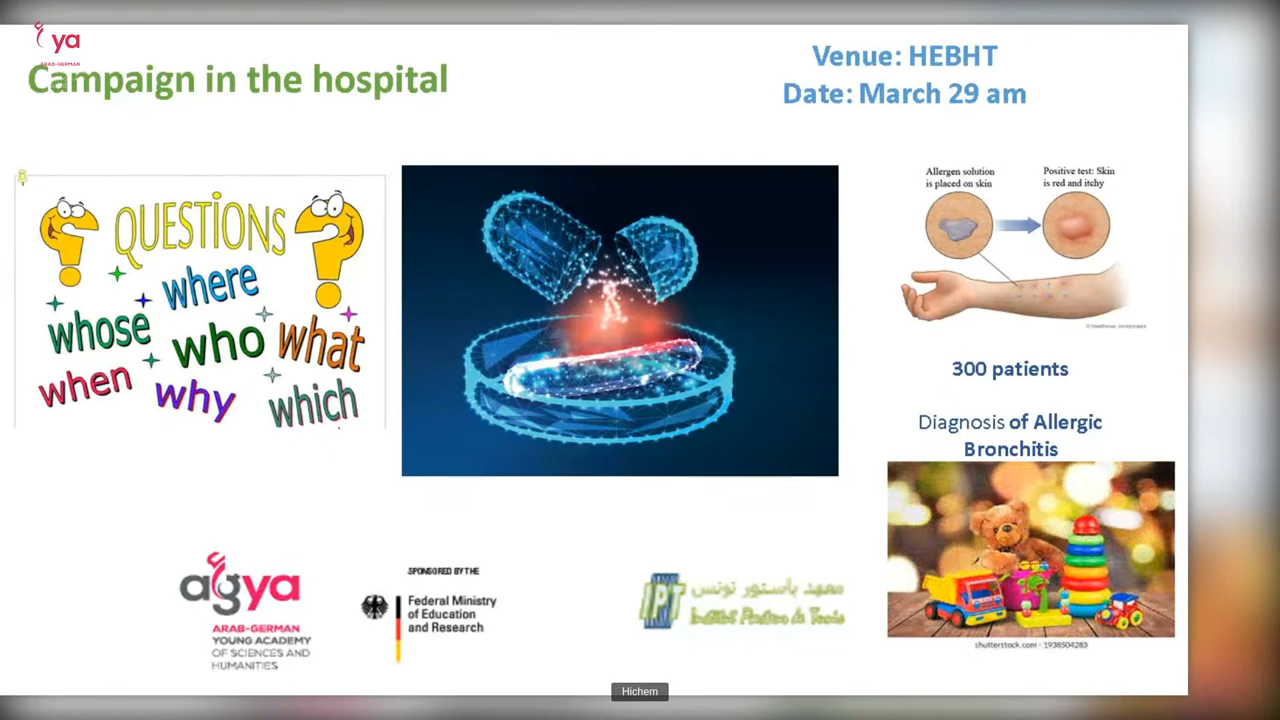 ya
ARAB-GERMAN
Campaign in the hospital
Venue: HEBHT
Date: March 29 am
QUESTIONS
where
whose
who
what
when
why
which
Allergen solution
is placed on skin
Positive test: Skin
is red and itchy
300 patients
Diagnosis of Allergic
Bronchitis
agya
ARAB-GERMAN
YOUNG ACADEMY
OF SCIENCES AND
HUMANITIES
SPONSORED BY THE
Federal Ministry
of Education
and Research
IPT
معهد باستور تونس
Institut Pasteur de Tunis
shutterstock.com · 1938504283
Hichem